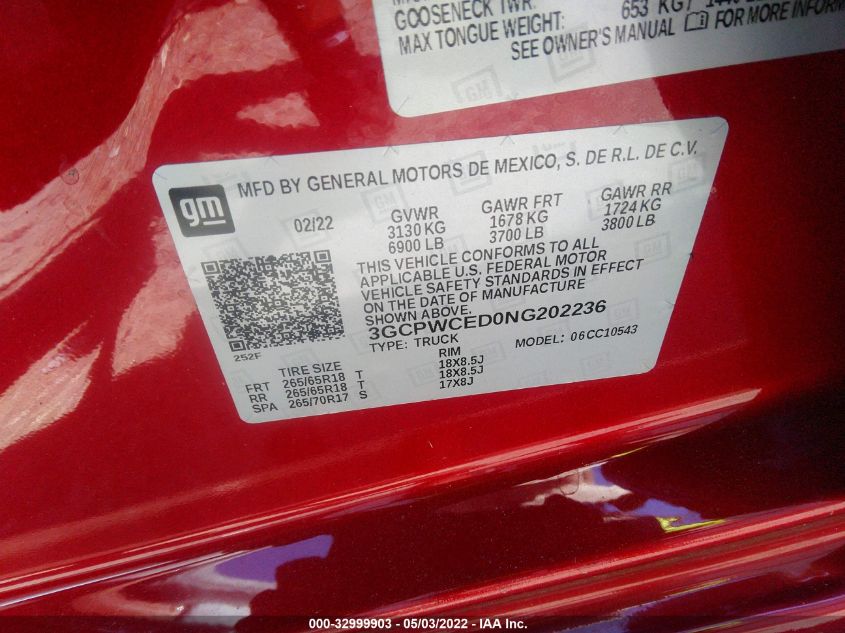 GOOSENECK TWR: 653 KG /
MAX TONGUE WEIGHT:
SEE OWNER'S MANUAL FOR MORE INFORM
gm
MFD BY GENERAL MOTORS DE MEXICO, S. DE R.L. DE C.V.
02/22
GVWR GAWR FRT GAWR RR
3130 KG 1678 KG 1724 KG
6900 LB 3700 LB 3800 LB
THIS VEHICLE CONFORMS TO ALL
APPLICABLE U.S. FEDERAL MOTOR
VEHICLE SAFETY STANDARDS IN EFFECT
ON THE DATE OF MANUFACTURE
SHOWN ABOVE.
3GCPWCED0NG202236
TYPE: TRUCK MODEL: 06CC10543
252F
TIRE SIZE RIM
FRT 265/65R18 T 18X8.5J
RR 265/65R18 T 18X8.5J
SPA 265/70R17 S 17X8J
000-32999903 - 05/03/2022 - IAA Inc.